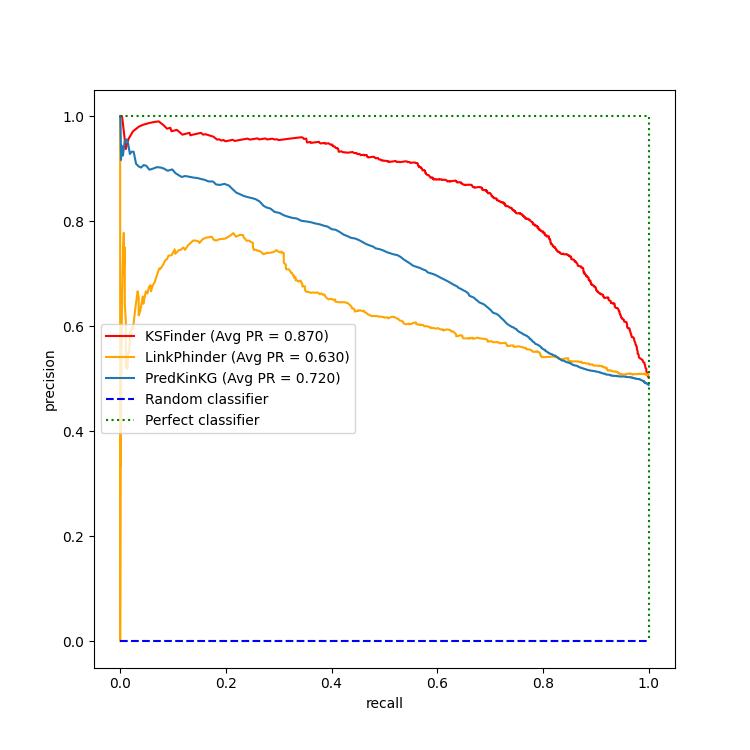 1.0
0.8
0.6
0.4
0.2
0.0
precision
KSFinder (Avg PR = 0.870)
LinkPhinder (Avg PR = 0.630)
PredKinKG (Avg PR = 0.720)
Random classifier
Perfect classifier
0.0 0.2 0.4 0.6 0.8 1.0
recall